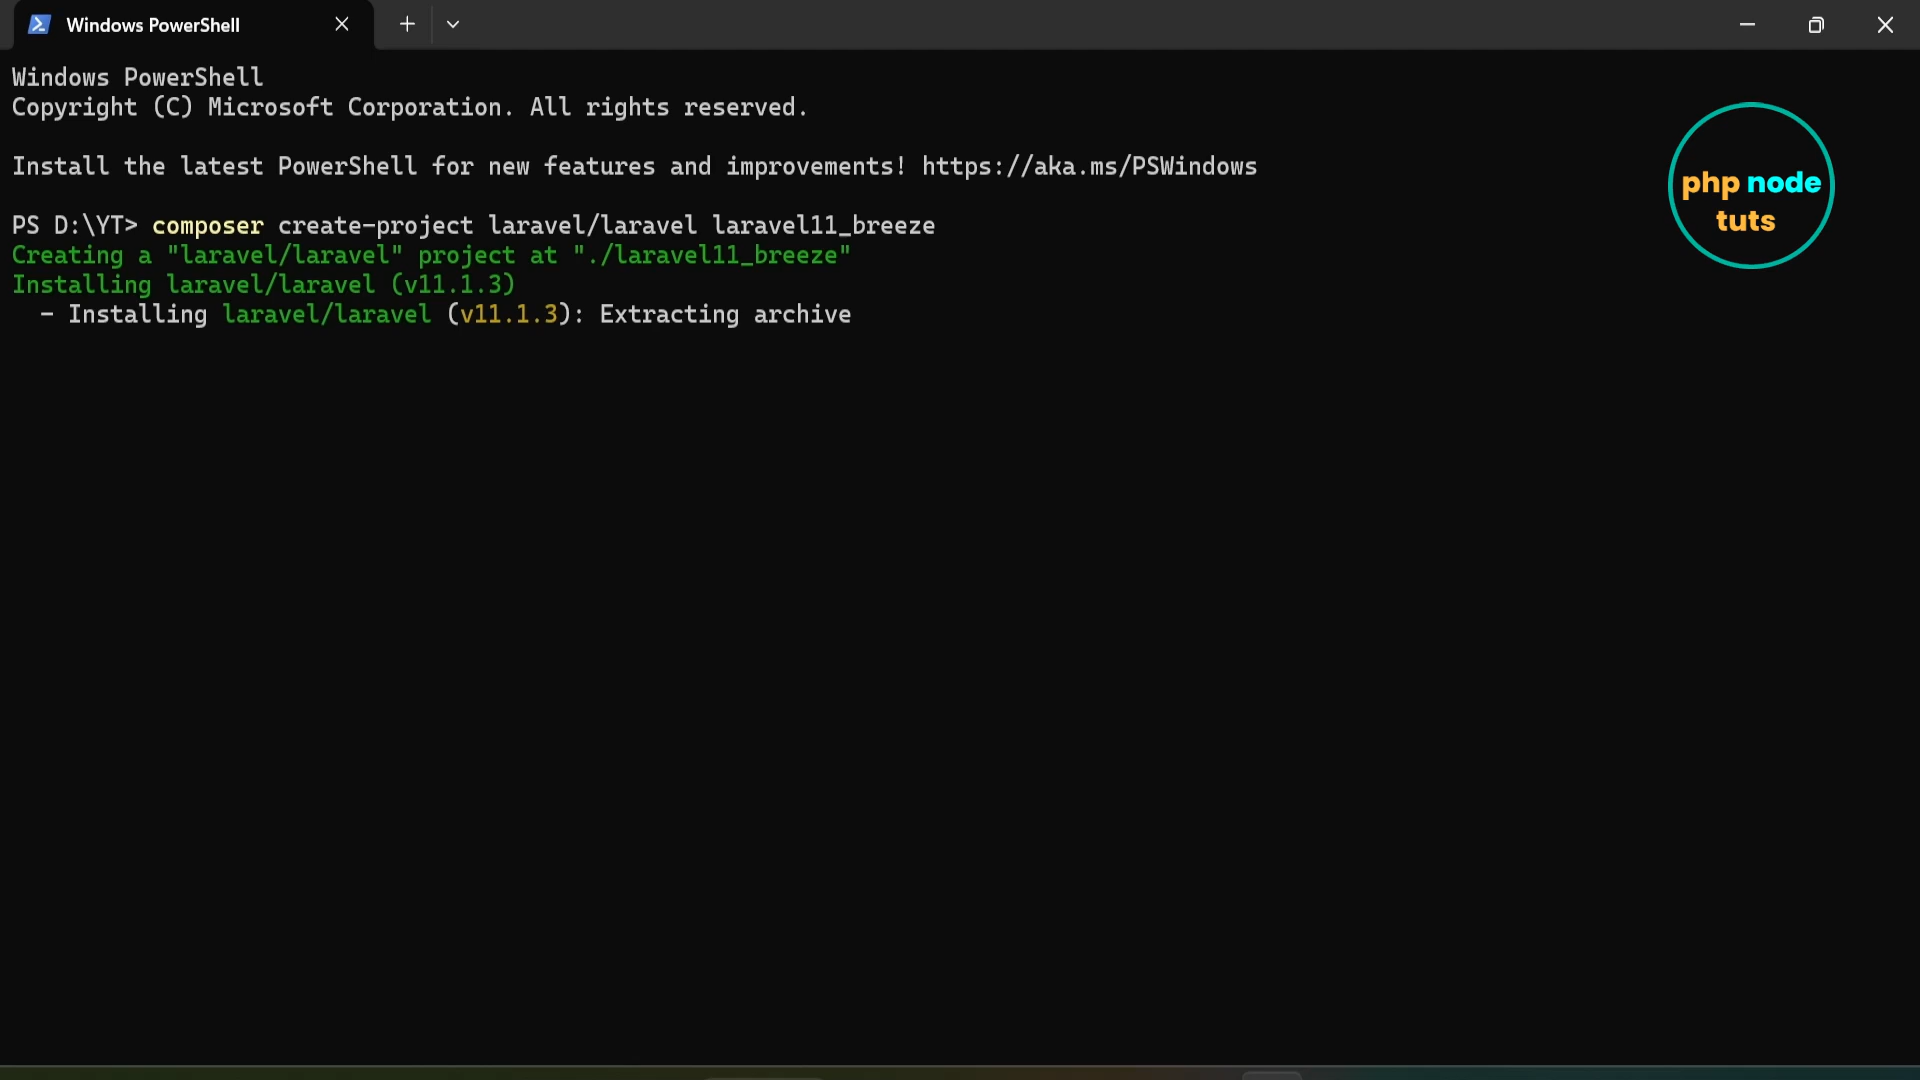 Windows PowerShell
Windows PowerShell
Copyright (C) Microsoft Corporation. All rights reserved.
Install the latest PowerShell for new features and improvements! https://aka.ms/PSWindows
PS D:\YT> composer create-project laravel/laravel laravel11_breeze
Creating a "laravel/laravel" project at "./laravel11_breeze"
Installing laravel/laravel (v11.1.3)
  - Installing laravel/laravel (v11.1.3): Extracting archive
php node
tuts